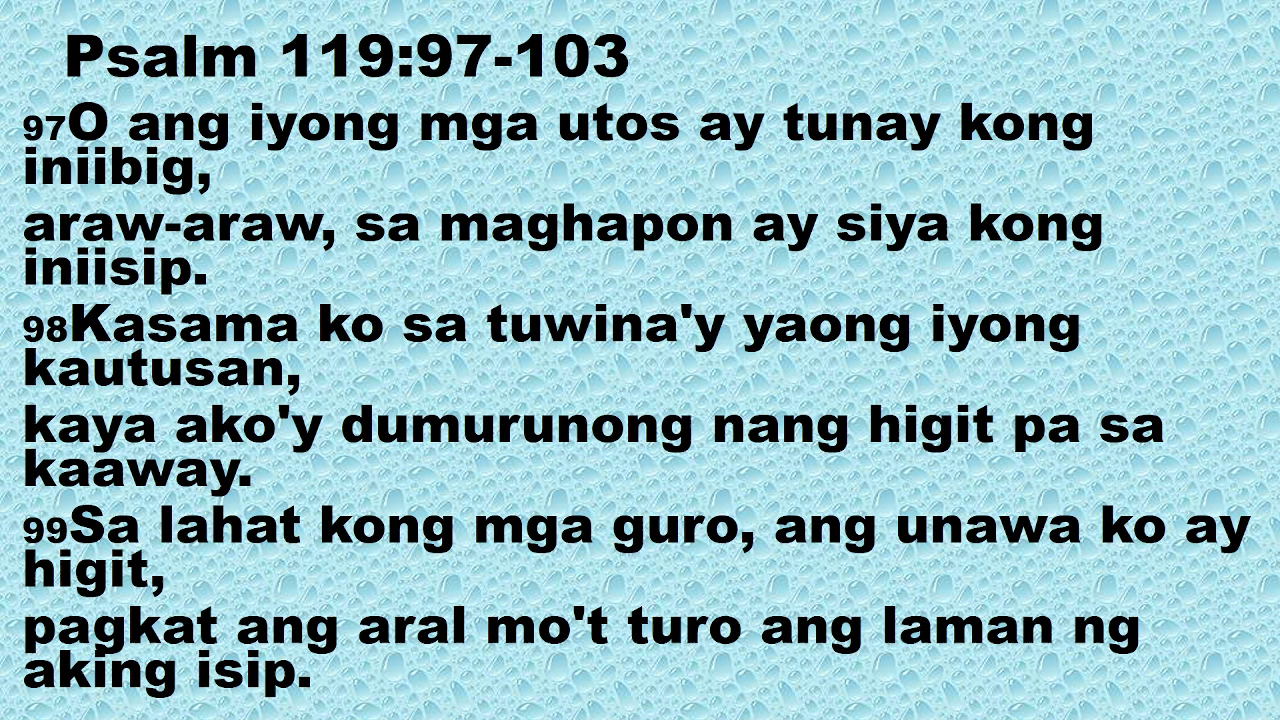 Psalm 119:97-103
97O ang iyong mga utos ay tunay kong
iniibig,
araw-araw, sa maghapon ay siya kong
iniisip.
98Kasama ko sa tuwina'y yaong iyong
kautusan,
kaya ako'y dumurunong nang higit pa sa
kaaway.
99Sa lahat kong mga guro, ang unawa ko ay
higit,
pagkat ang aral mo't turo ang laman ng
aking isip.